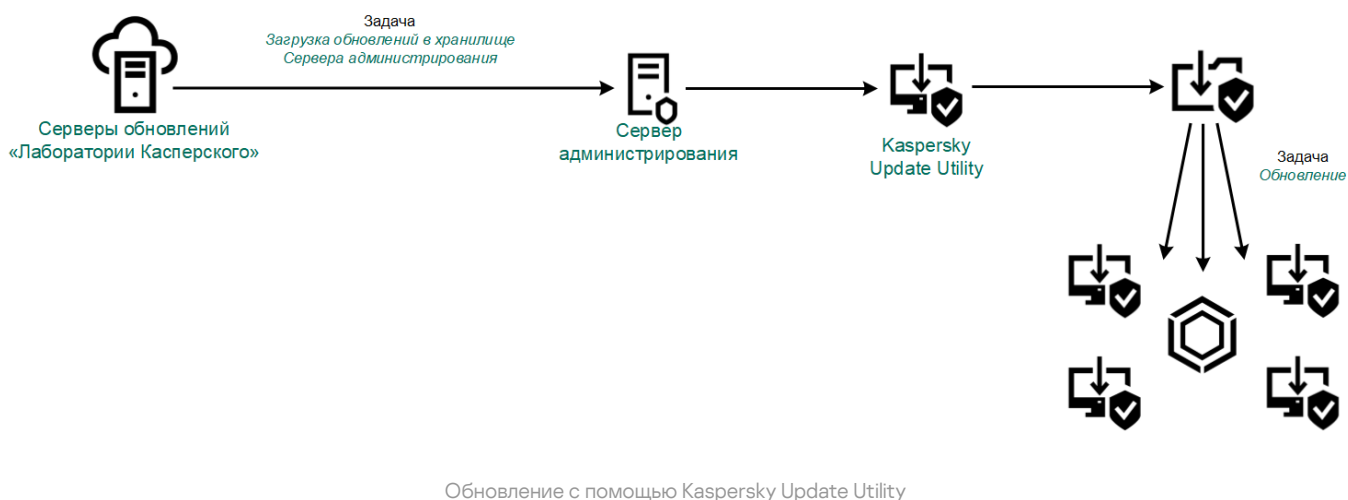 Задача
Загрузка обновлений в хранилище
Сервера администрирования
Серверы обновлений
«Лаборатории Касперского»
Сервер
администрирования
Kaspersky
Update Utility
Задача
Обновление
Обновление с помощью Kaspersky Update Utility